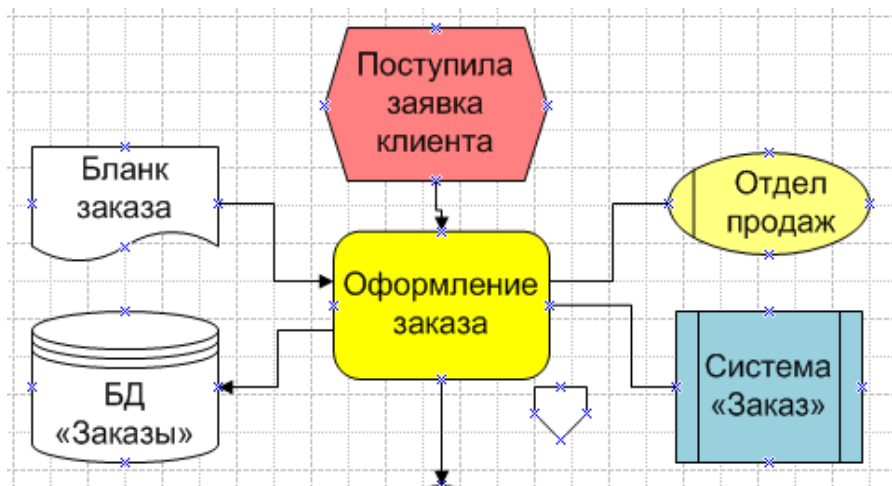 Поступила
заявка
клиента
Бланк
заказа
Отдел
продаж
Оформление
заказа
БД
«Заказы»
Система
«Заказ»